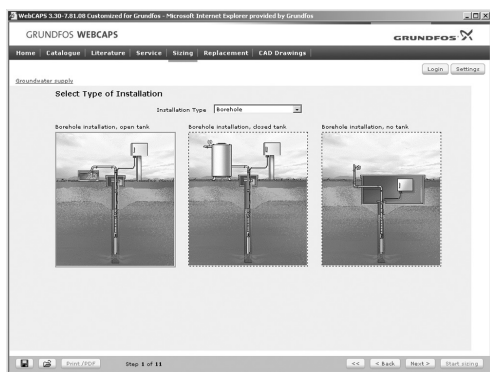 WebCAPS 3.30-7.81.08 Customized for Grundfos - Microsoft Internet Explorer provided by Grundfos
GRUNDFOS WEBCAPS
GRUNDFOS
Home Catalogue Literature Service Sizing Replacement CAD Drawings
Login Settings
Groundwater supply
Select Type of Installation
Installation Type Borehole
Borehole installation, open tank
Borehole installation, closed tank
Borehole installation, no tank
Print/PDF Step 1 of 11 << < Back Next > Start sizing